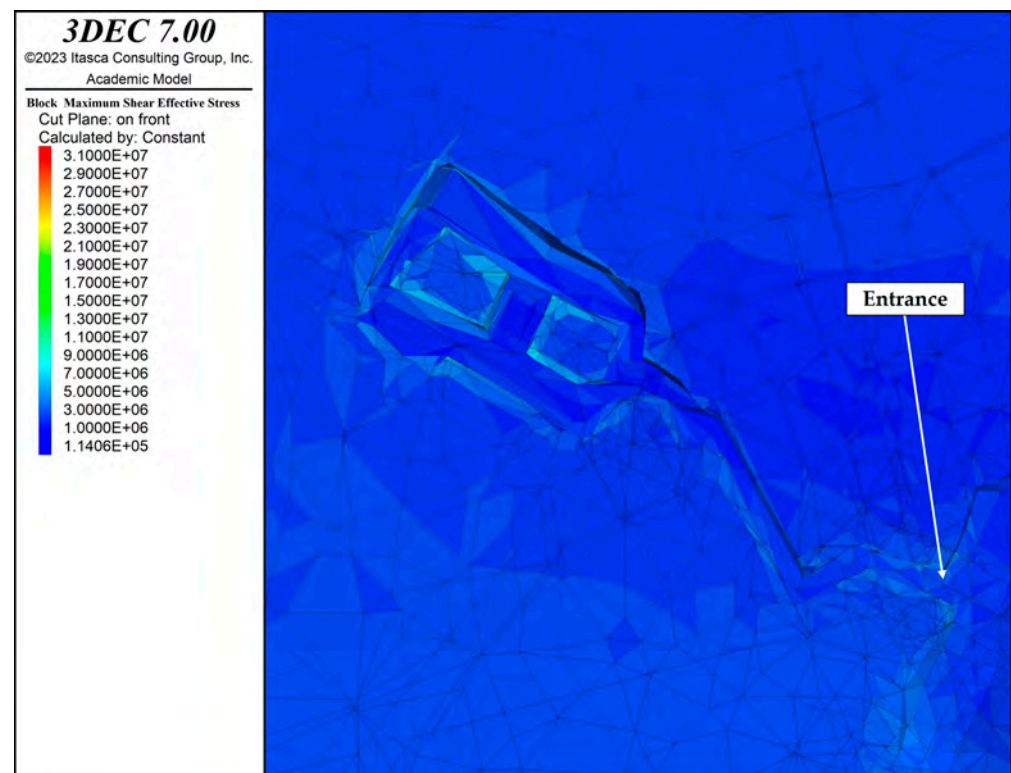 3DEC 7.00
©2023 Itasca Consulting Group, Inc.
Academic Model
Block Maximum Shear Effective Stress
Cut Plane: on front
Calculated by: Constant
3.1000E+07
2.9000E+07
2.7000E+07
2.5000E+07
2.3000E+07
2.1000E+07
1.9000E+07
1.7000E+07
1.5000E+07
1.3000E+07
1.1000E+07
9.0000E+06
7.0000E+06
5.0000E+06
3.0000E+06
1.0000E+06
1.1406E+05
Entrance